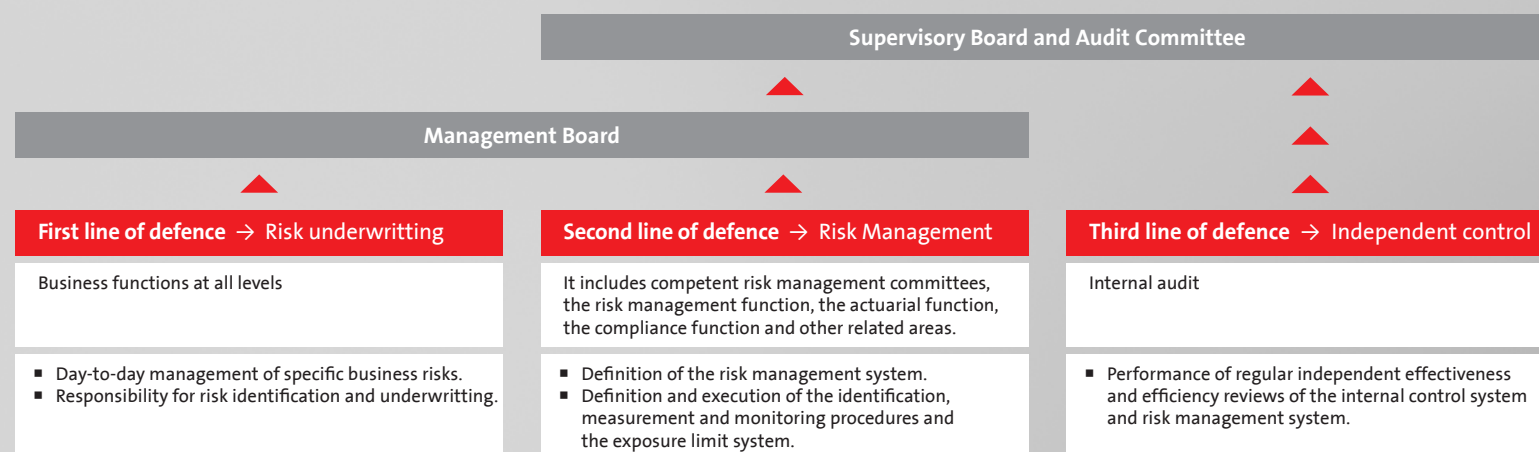 Supervisory Board and Audit Committee
Management Board
First line of defence → Risk underwritting
Business functions at all levels
▪ Day-to-day management of specific business risks.
▪ Responsibility for risk identification and underwritting.
Second line of defence → Risk Management
It includes competent risk management committees,
the risk management function, the actuarial function,
the compliance function and other related areas.
▪ Definition of the risk management system.
▪ Definition and execution of the identification,
measurement and monitoring procedures and
the exposure limit system.
Third line of defence → Independent control
Internal audit
▪ Performance of regular independent effectiveness
and efficiency reviews of the internal control system
and risk management system.